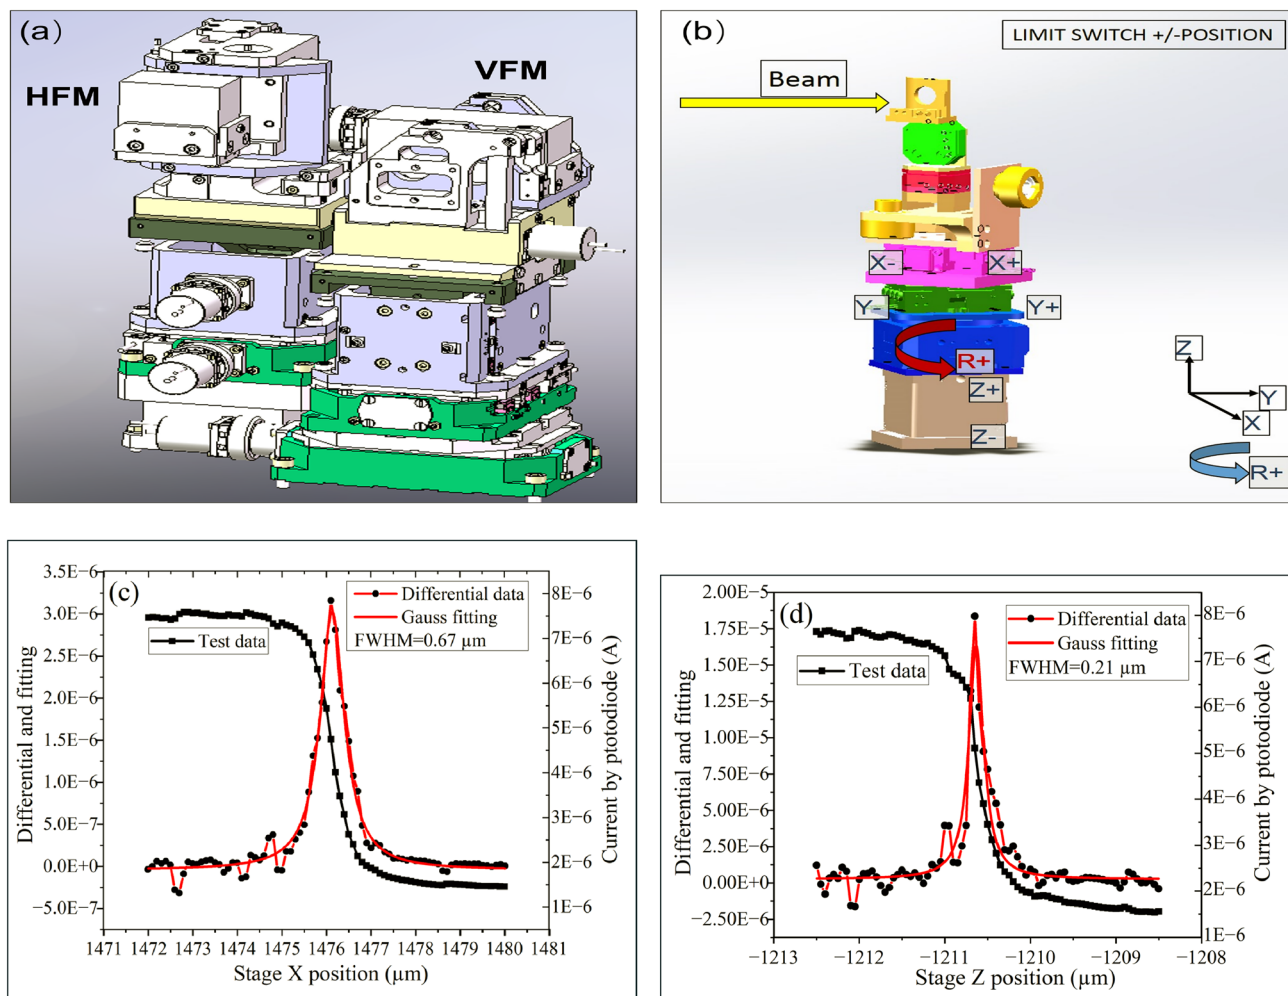 (a)
HFM
VFM
(b)
LIMIT SWITCH +/-POSITION
Beam
X-
X+
Y-
Y+
R+
Z+
Z-
Z
Y
X
R+
(c)
Differential data
Gauss fitting
FWHM=0.67 µm
Test data
3.5E-6
3.0E-6
2.5E-6
2.0E-6
1.5E-6
1.0E-6
5.0E-7
0.0E+0
−5.0E-7
Differential and fitting
8E-6
7E-6
6E-6
5E-6
4E-6
3E-6
2E-6
1E-6
Current by ptotodiode (A)
1471 1472 1473 1474 1475 1476 1477 1478 1479 1480 1481
Stage X position (µm)
(d)
Differential data
Gauss fitting
FWHM=0.21 µm
Test data
2.00E-5
1.75E-5
1.50E-5
1.25E-5
1.00E-5
7.50E-6
5.00E-6
2.50E-6
0.00E+0
−2.50E-6
Differential and fitting
8E-6
7E-6
6E-6
5E-6
4E-6
3E-6
2E-6
1E-6
Current by ptotodiode (A)
−1213 −1212 −1211 −1210 −1209 −1208
Stage Z position (µm)